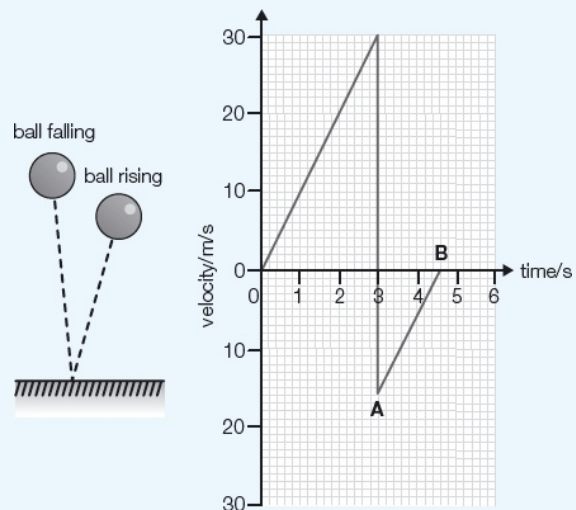 ball falling
ball rising
velocity/m/s
30
20
10
0
10
20
30
0 1 2 3 4 5 6
time/s
A
B